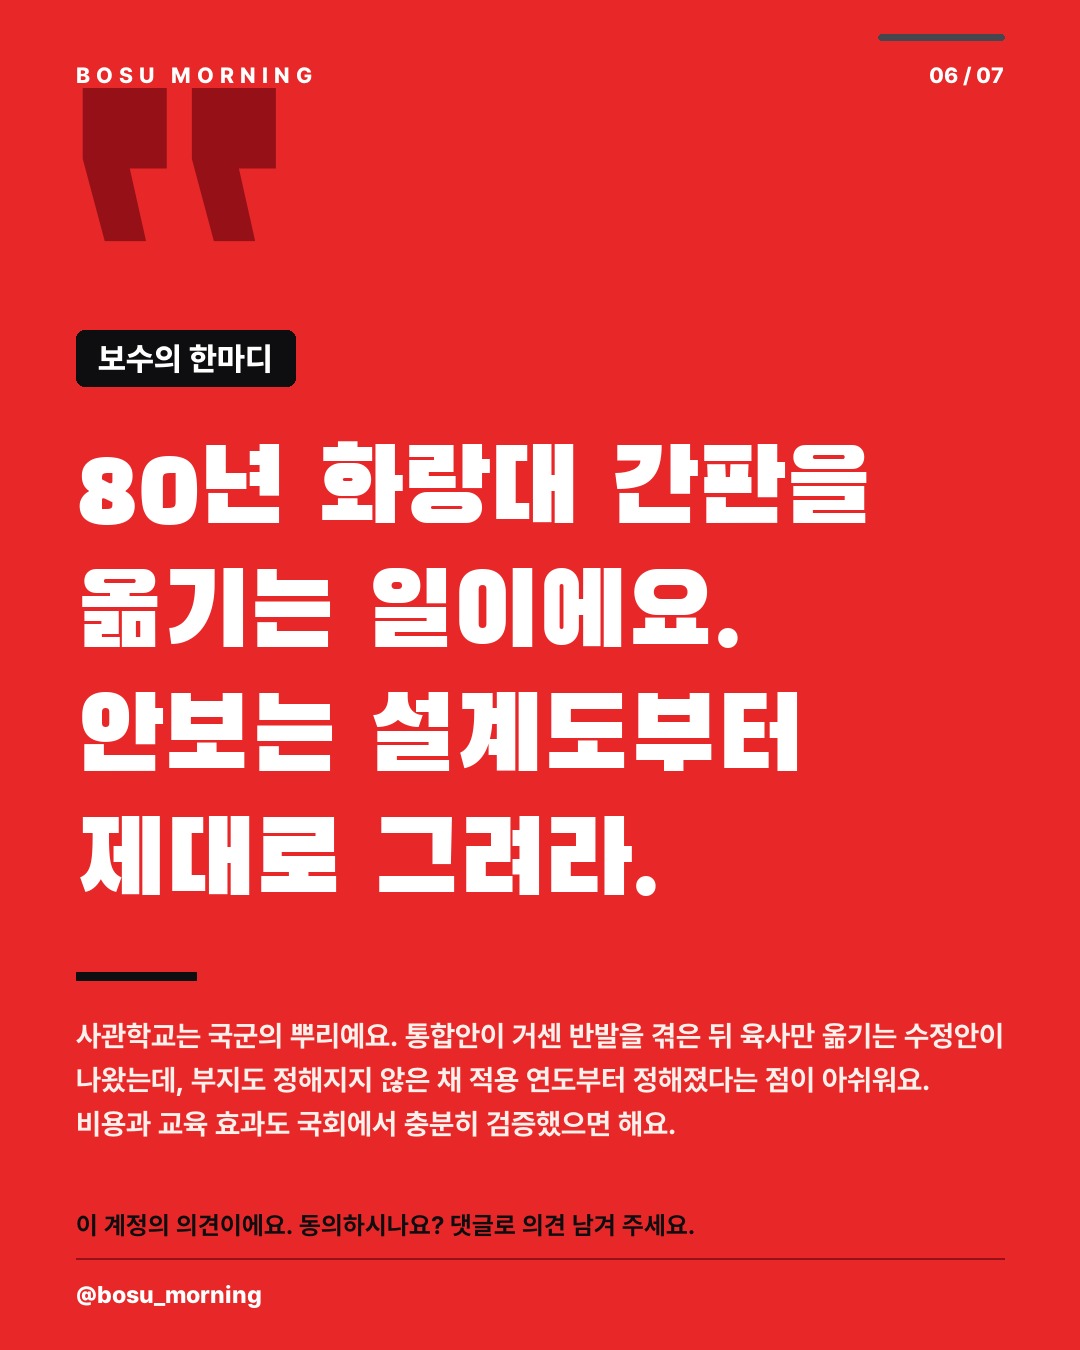 BOSU MORNING
06 / 07
보수의 한마디
80년 화랑대 간판을
옮기는 일이에요.
안보는 설계도부터
제대로 그려라.
사관학교는 국군의 뿌리예요. 통합안이 거센 반발을 겪은 뒤 육사만 옮기는 수정안이
나왔는데, 부지도 정해지지 않은 채 적용 연도부터 정해졌다는 점이 아쉬워요.
비용과 교육 효과도 국회에서 충분히 검증했으면 해요.
이 계정의 의견이에요. 동의하시나요? 댓글로 의견 남겨 주세요.
@bosu_morning